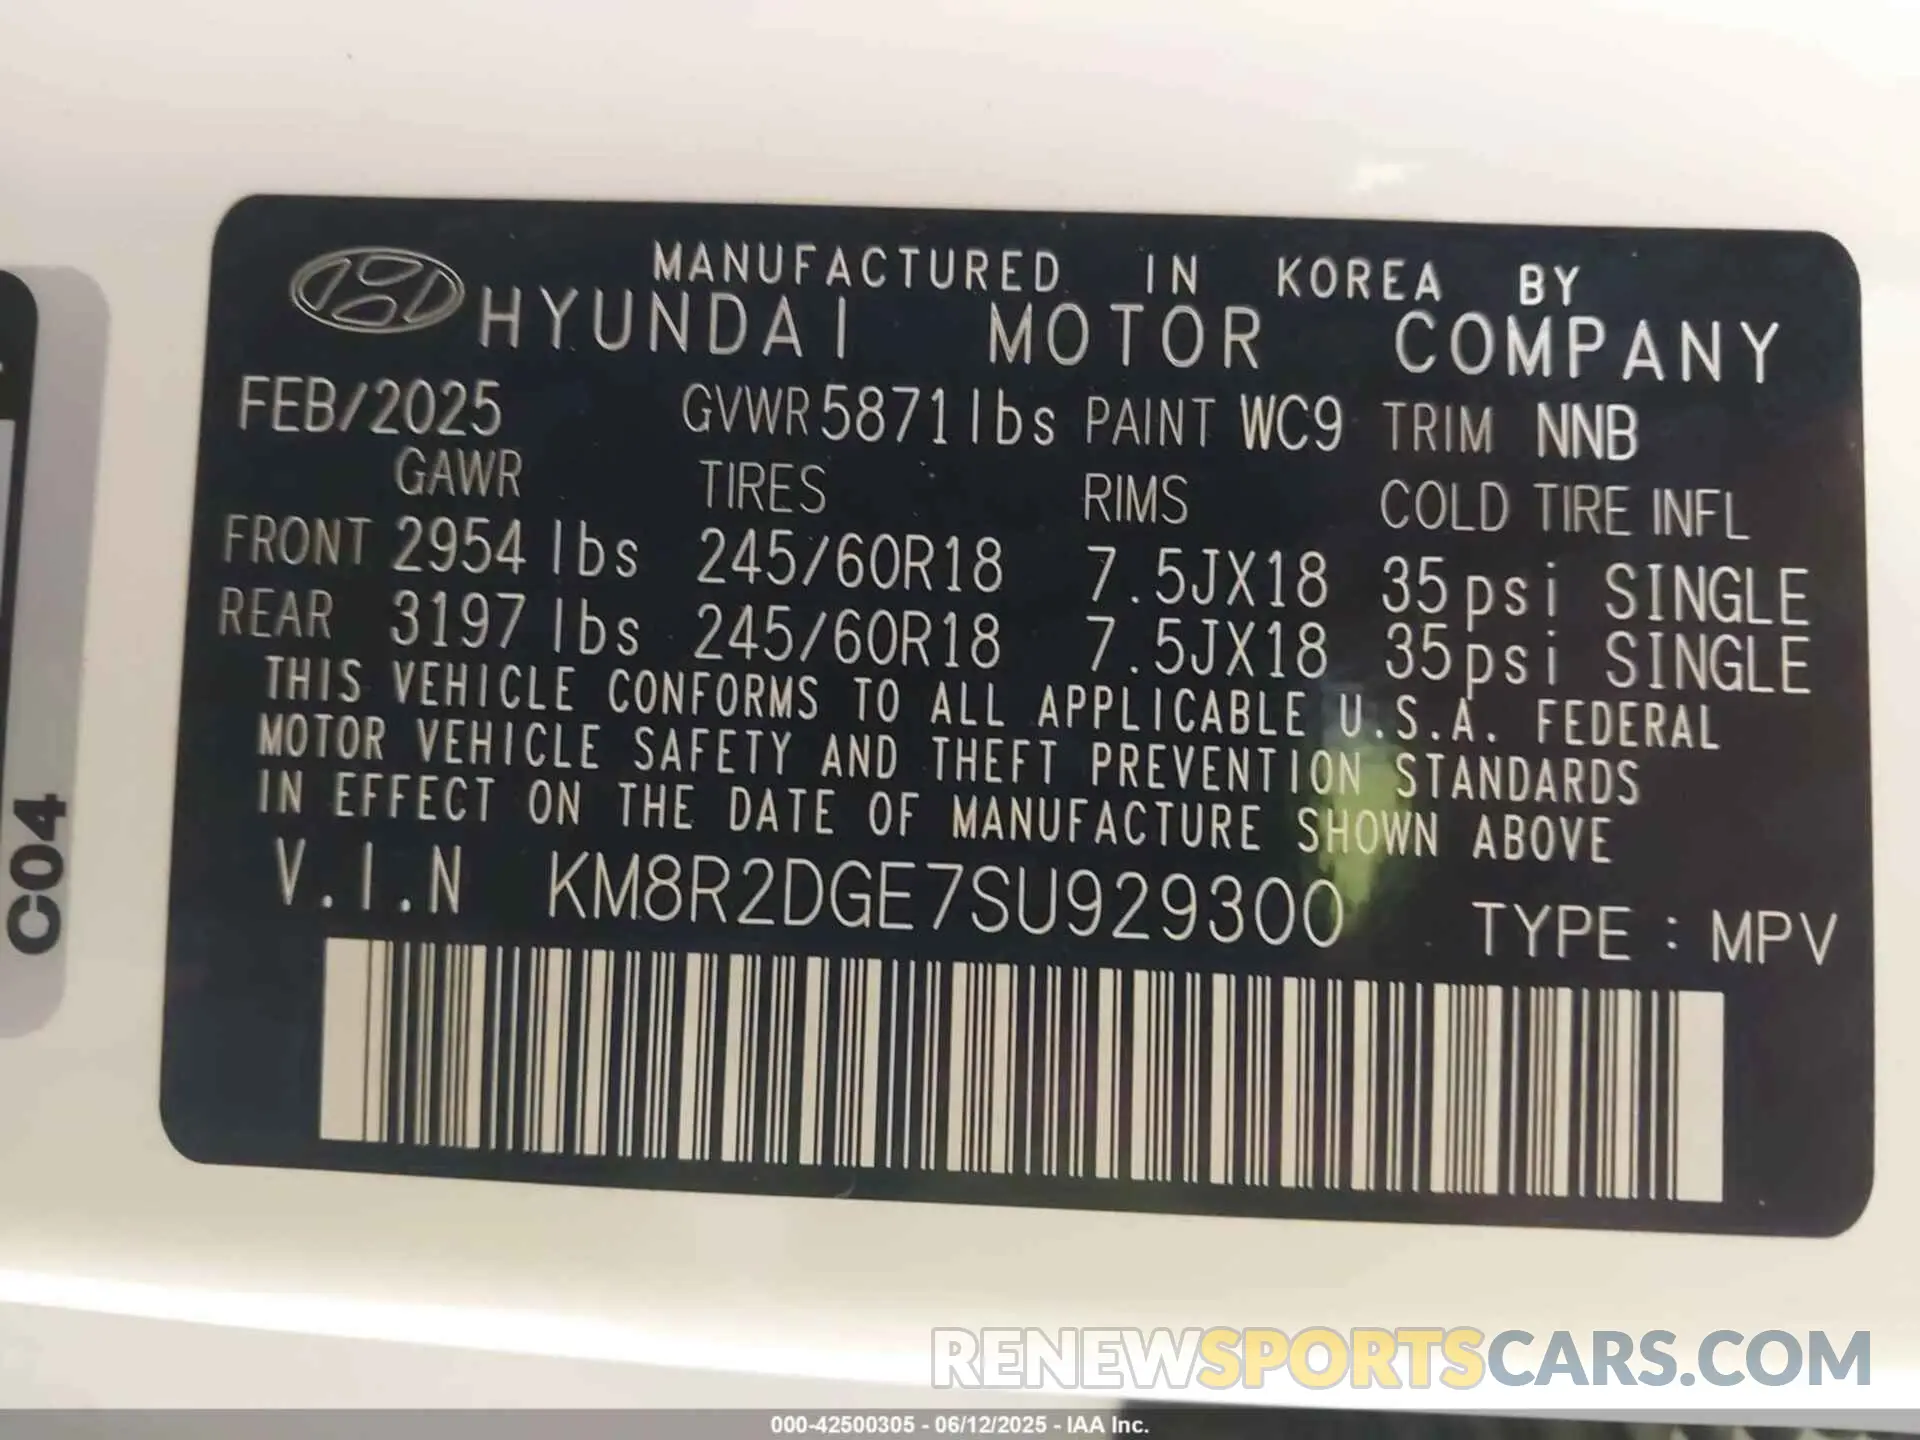 MANUFACTURED IN KOREA BY
HYUNDAI MOTOR COMPANY
FEB/2025 GVWR 5871 lbs PAINT WC9 TRIM NNB
GAWR TIRES RIMS COLD TIRE INFL
FRONT 2954 lbs 245/60R18 7.5JX18 35psi SINGLE
REAR 3197 lbs 245/60R18 7.5JX18 35psi SINGLE
THIS VEHICLE CONFORMS TO ALL APPLICABLE U.S.A. FEDERAL
MOTOR VEHICLE SAFETY AND THEFT PREVENTION STANDARDS
IN EFFECT ON THE DATE OF MANUFACTURE SHOWN ABOVE
V.I.N KM8R2DGE7SU929300 TYPE : MPV
C04
RENEWSPORTSCARS.COM
000-42500305 - 06/12/2025 - IAA Inc.